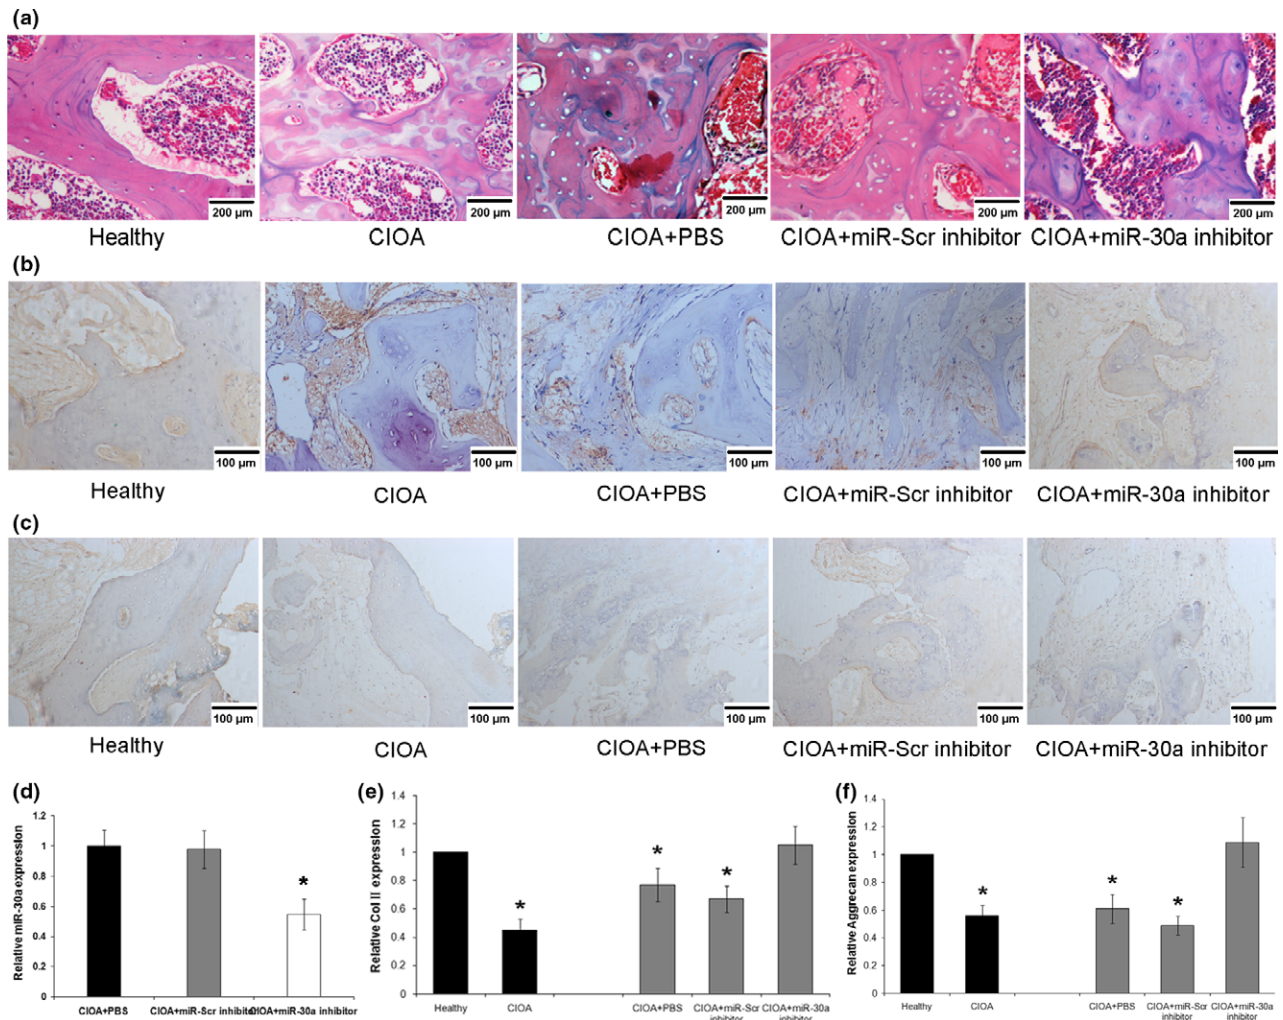 (a)
200 µm
200 µm
200 µm
200 µm
200 µm
Healthy
CIOA
CIOA+PBS
CIOA+miR-Scr inhibitor
CIOA+miR-30a inhibitor
(b)
100 µm
100 µm
100 µm
100 µm
100 µm
Healthy
CIOA
CIOA+PBS
CIOA+miR-Scr inhibitor
CIOA+miR-30a inhibitor
(c)
100 µm
100 µm
100 µm
100 µm
100 µm
Healthy
CIOA
CIOA+PBS
CIOA+miR-Scr inhibitor
CIOA+miR-30a inhibitor
(d)
Relative miR-30a expression
1.2
1
0.8
0.6
0.4
0.2
0
*
CIOA+PBS
CIOA+miR-Scr inhibitor
CIOA+miR-30a inhibitor
(e)
Relative Col II expression
1.4
1.2
1
0.8
0.6
0.4
0.2
0
*
*
*
Healthy
CIOA
CIOA+PBS
CIOA+miR-Scr
inhibitor
CIOA+miR-30a
inhibitor
(f)
Relative Aggrecan expression
1.4
1.2
1
0.8
0.6
0.4
0.2
0
*
*
*
Healthy
CIOA
CIOA+PBS
CIOA+miR-Scr
inhibitor
CIOA+miR-30a
inhibitor